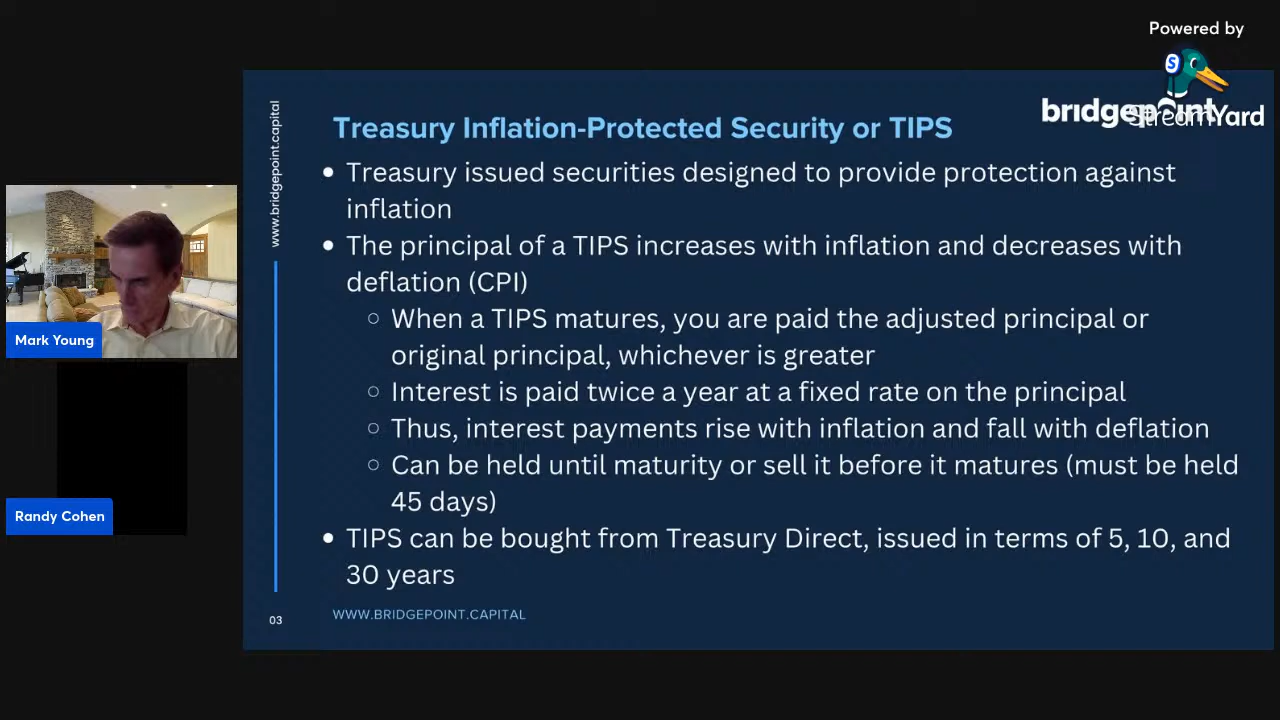 Powered by
StreamYard
bridgepoint
www.bridgepoint.capital
Treasury Inflation-Protected Security or TIPS
• Treasury issued securities designed to provide protection against
inflation
• The principal of a TIPS increases with inflation and decreases with
deflation (CPI)
○ When a TIPS matures, you are paid the adjusted principal or
original principal, whichever is greater
○ Interest is paid twice a year at a fixed rate on the principal
○ Thus, interest payments rise with inflation and fall with deflation
○ Can be held until maturity or sell it before it matures (must be held
45 days)
• TIPS can be bought from Treasury Direct, issued in terms of 5, 10, and
30 years
03
WWW.BRIDGEPOINT.CAPITAL
Mark Young
Randy Cohen